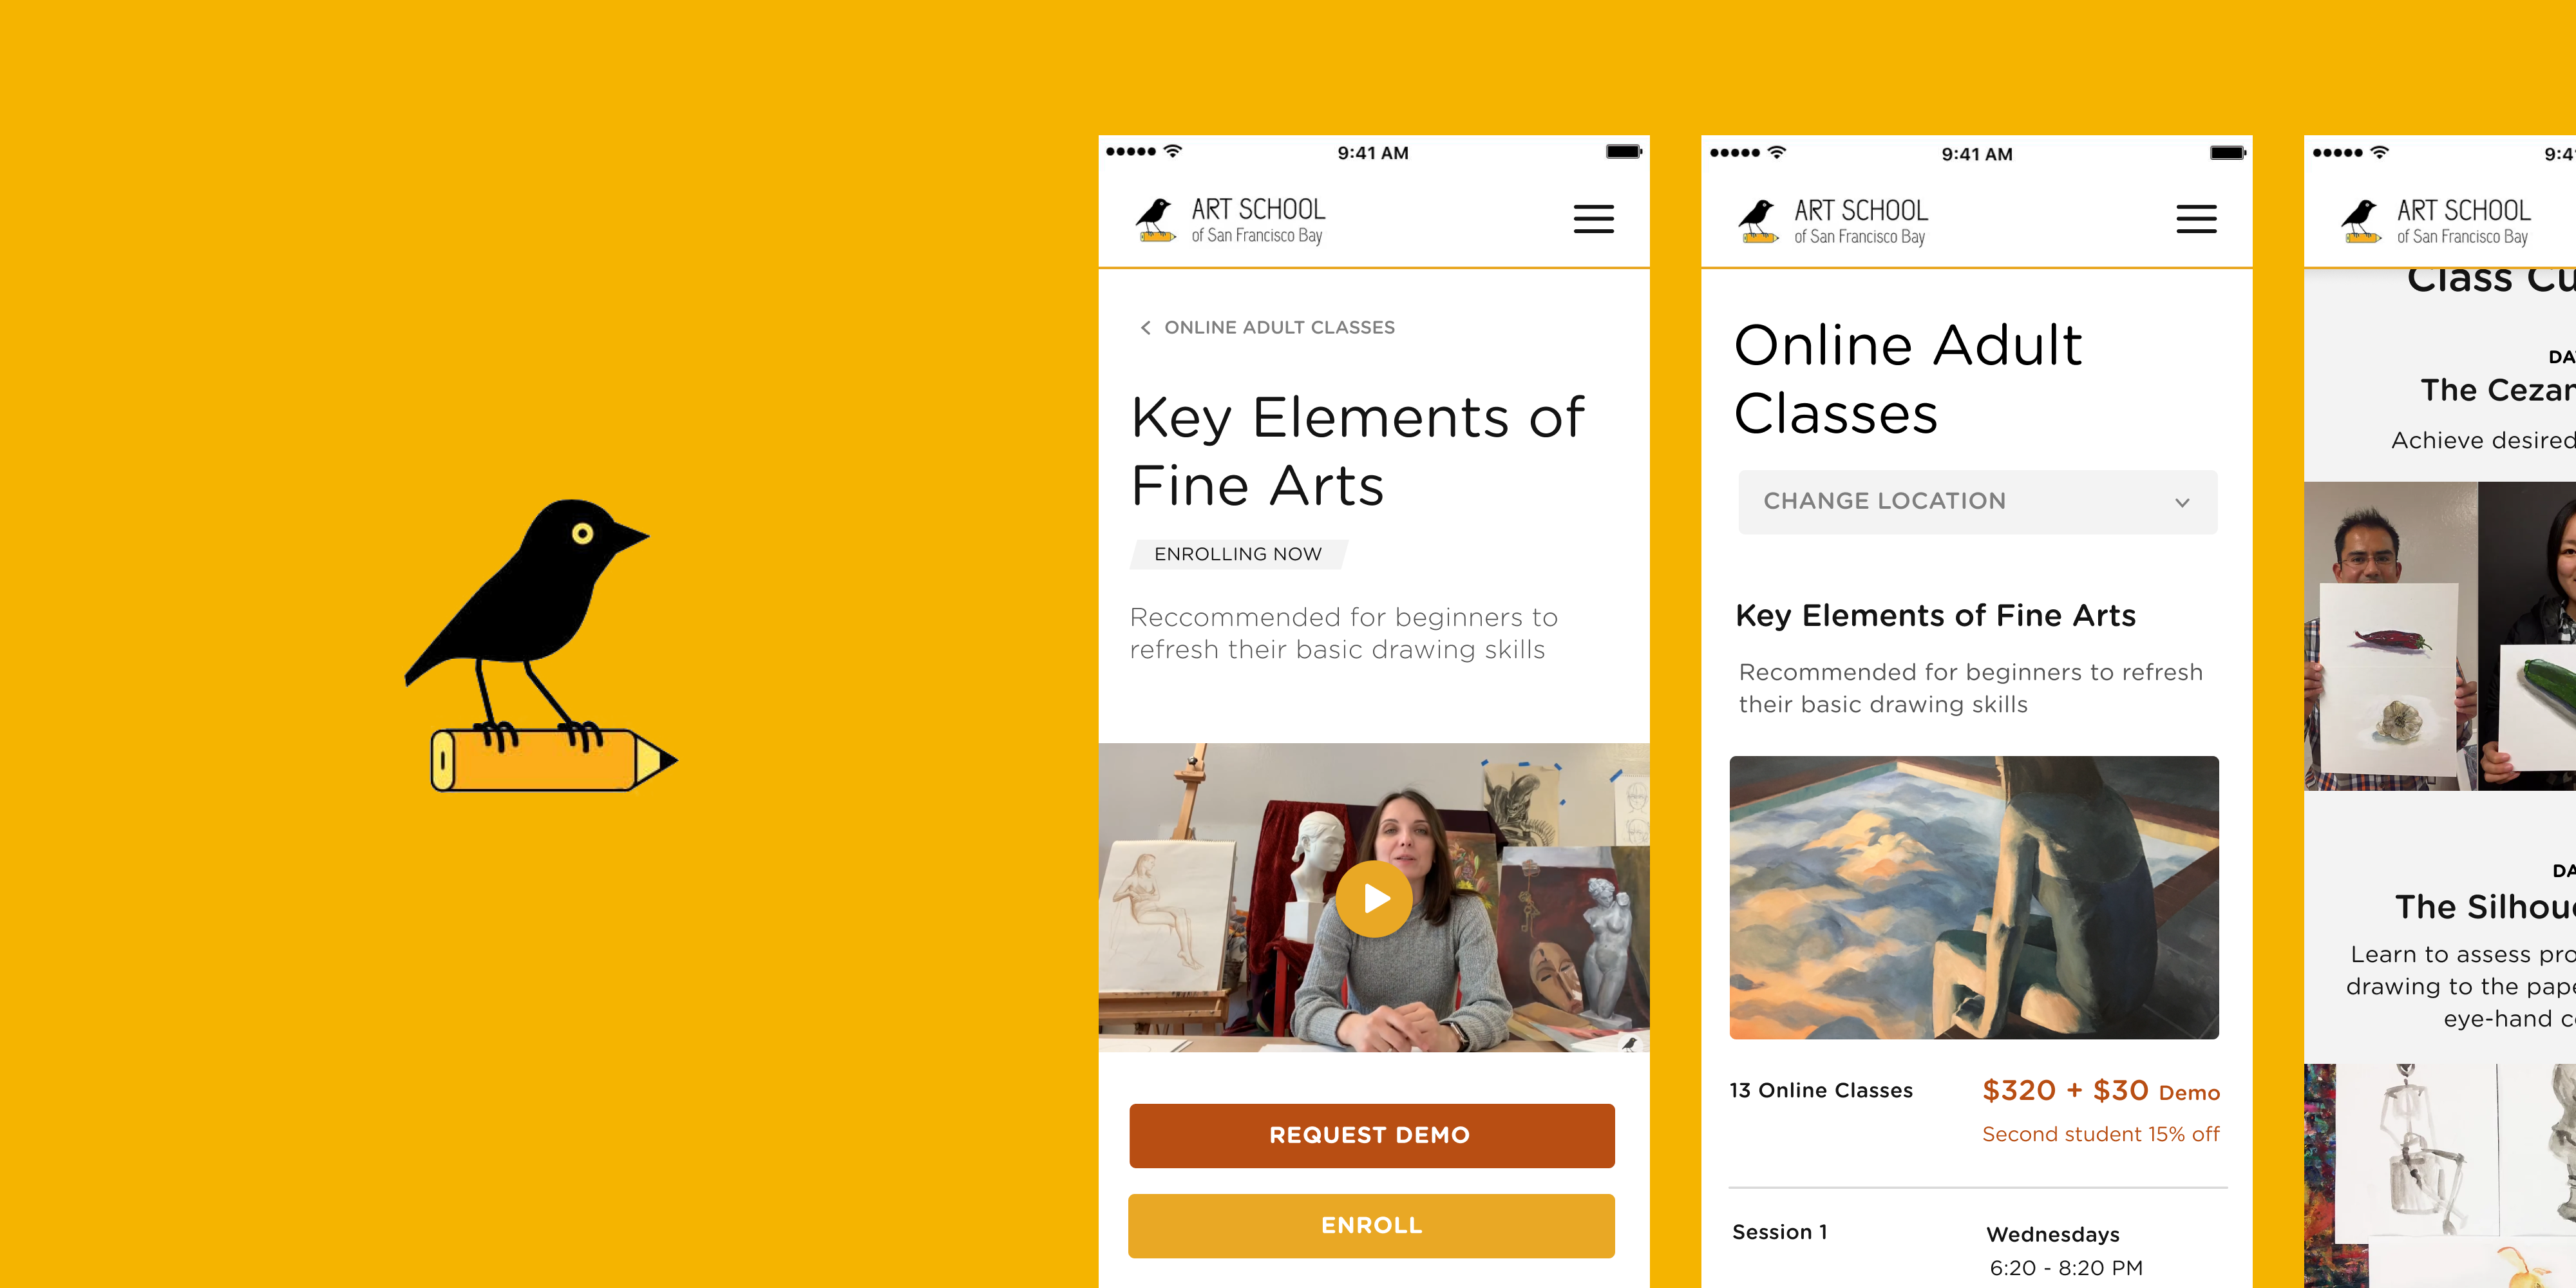 9:41 AM
ART SCHOOL
of San Francisco Bay
ONLINE ADULT CLASSES
Key Elements of
Fine Arts
ENROLLING NOW
Reccommended for beginners to
refresh their basic drawing skills
REQUEST DEMO
ENROLL
9:41 AM
ART SCHOOL
of San Francisco Bay
Online Adult
Classes
CHANGE LOCATION
Key Elements of Fine Arts
Recommended for beginners to refresh
their basic drawing skills
13 Online Classes
$320 + $30 Demo
Second student 15% off
Session 1
Wednesdays
6:20 - 8:20 PM
9:4
ART SCHOOL
of San Francisco Bay
Class Cu
DA
The Cezan
Achieve desired
DA
The Silhou
Learn to assess pro
drawing to the pape
eye-hand c